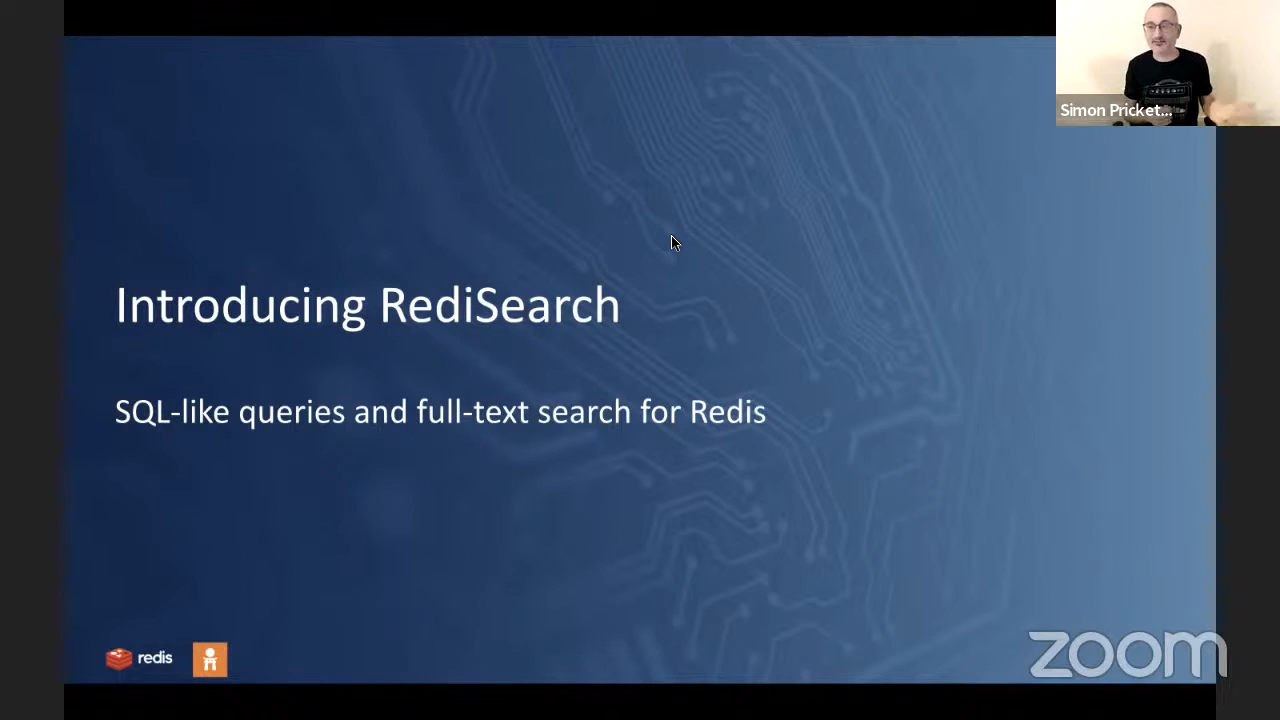 Simon Pricket...
Introducing RediSearch
SQL-like queries and full-text search for Redis
redis
zoom